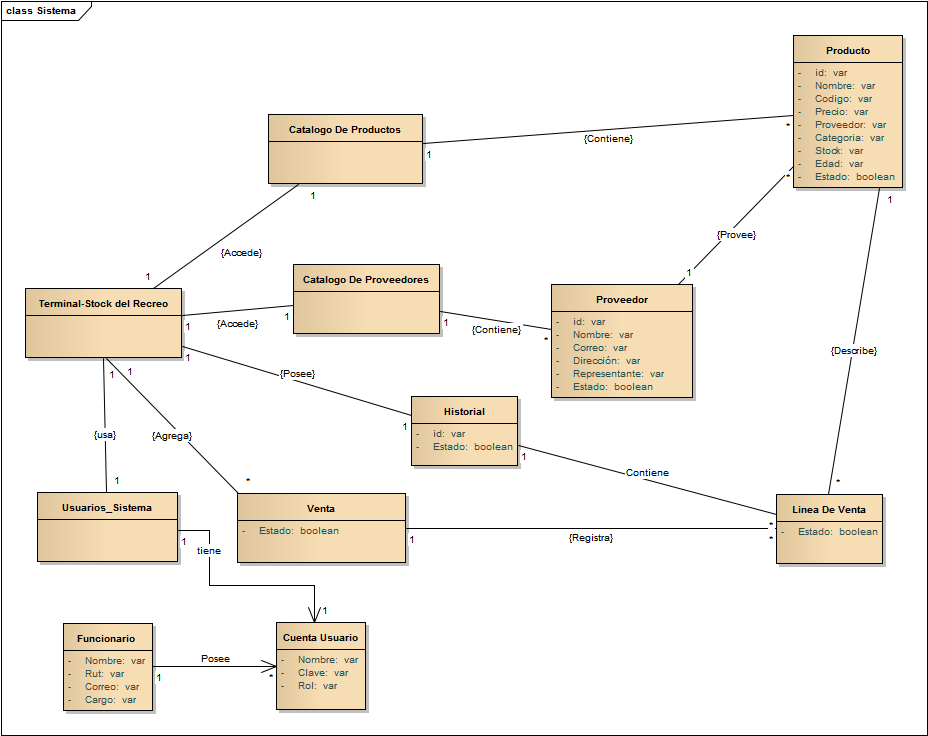 class Sistema
Producto
- id: var
- Nombre: var
- Codigo: var
- Precio: var
- Proveedor: var
- Categoria: var
- Stock: var
- Edad: var
- Estado: boolean
Catalogo De Productos
1
{Contiene}
*
1
{Accede}
1
*
{Provee}
1
1
Catalogo De Proveedores
Terminal-Stock del Recreo
1
{Accede}
1
1
{Contiene}
*
Proveedor
- id: var
- Nombre: var
- Correo: var
- Dirección: var
- Representante: var
- Estado: boolean
{Describe}
*
1
{Posee}
1
Historial
- id: var
- Estado: boolean
1
Contiene
*
1
{usa}
1
1
{Agrega}
*
Usuarios_Sistema
Venta
- Estado: boolean
1
{Registra}
*
Linea De Venta
- Estado: boolean
1
tiene
1
Funcionario
- Nombre: var
- Rut: var
- Correo: var
- Cargo: var
Posee
1
*
Cuenta Usuario
- Nombre: var
- Clave: var
- Rol: var